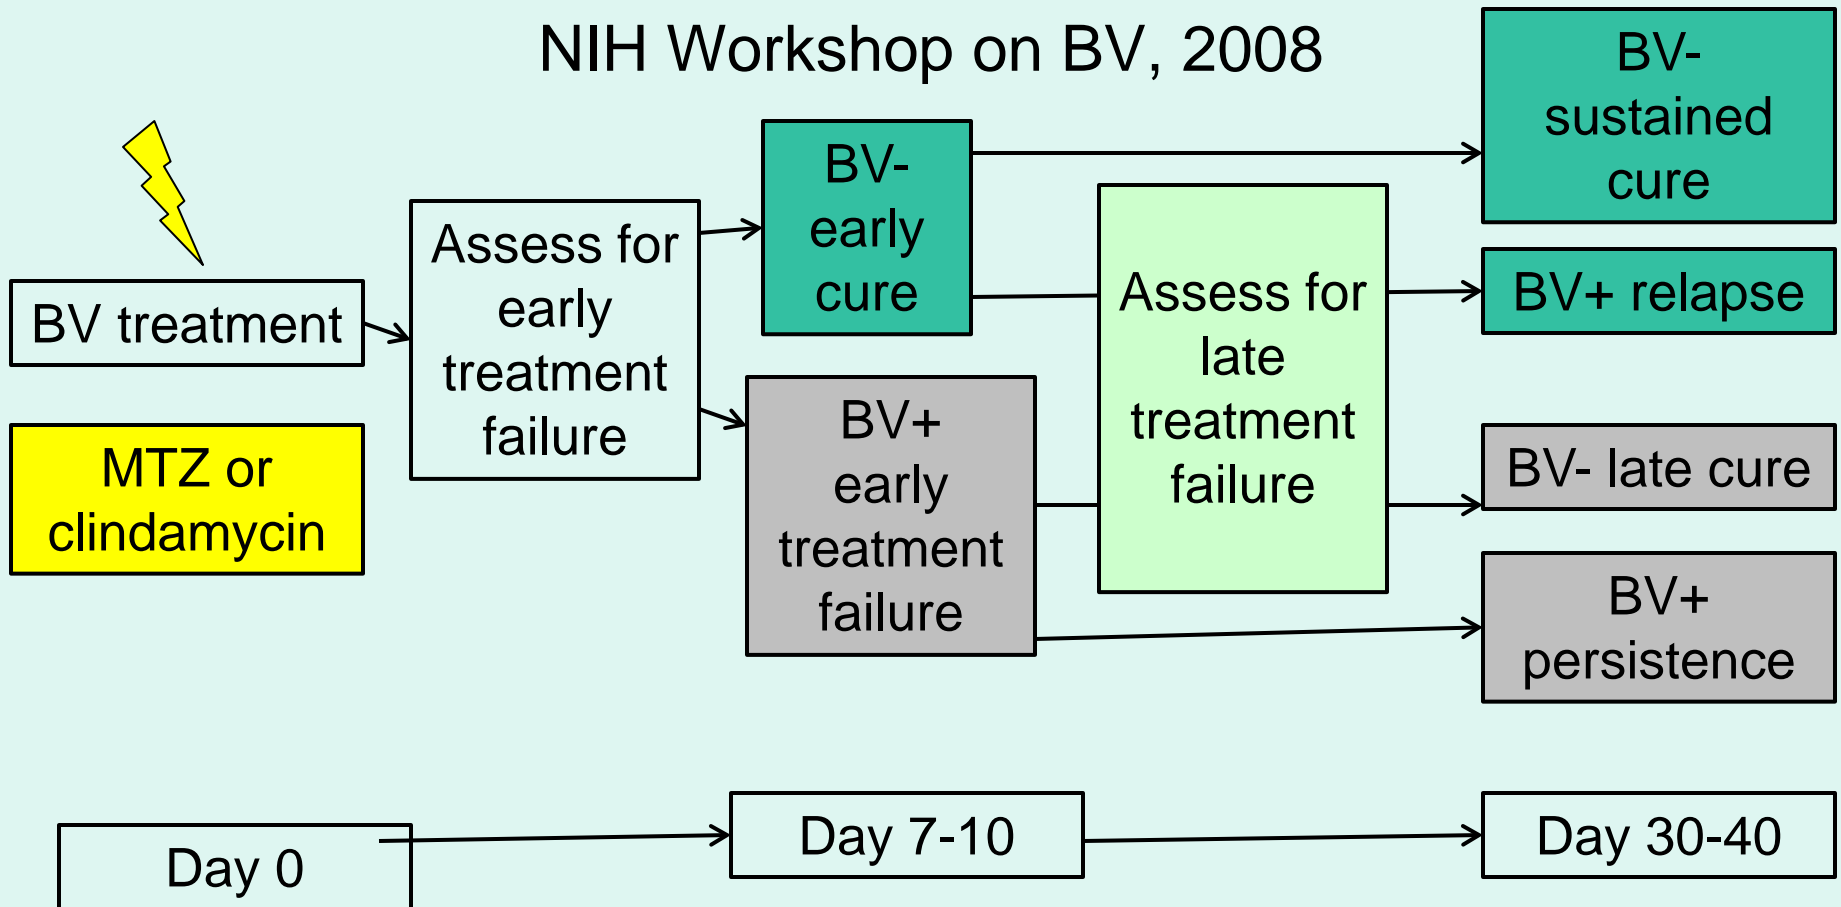 NIH Workshop on BV, 2008
BV treatment
MTZ or
clindamycin
Assess for
early
treatment
failure
BV-
early
cure
BV+
early
treatment
failure
Assess for
late
treatment
failure
BV-
sustained
cure
BV+ relapse
BV- late cure
BV+
persistence
Day 0
Day 7-10
Day 30-40